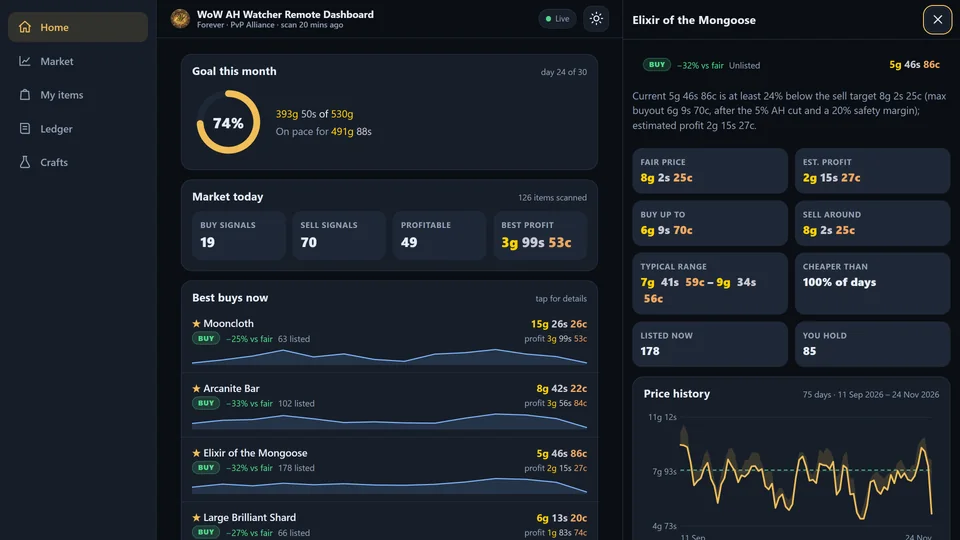 Home
Market
My items
Ledger
Crafts
WoW AH Watcher Remote Dashboard
Forever · PvP Alliance · scan 20 mins ago
Live
Goal this month
day 24 of 30
74%
393g 50s of 530g
On pace for 491g 88s
Market today
126 items scanned
BUY SIGNALS
19
SELL SIGNALS
70
PROFITABLE
49
BEST PROFIT
3g 99s 53c
Best buys now
tap for details
★ Mooncloth
15g 26s 26c
BUY −25% vs fair 63 listed
profit 3g 99s 53c
★ Arcanite Bar
8g 42s 22c
BUY −33% vs fair 102 listed
profit 3g 56s 84c
★ Elixir of the Mongoose
5g 46s 86c
BUY −32% vs fair 178 listed
profit 2g 15s 27c
★ Large Brilliant Shard
6g 13s 20c
BUY −27% vs fair 66 listed
profit 1g 83s 74c
Elixir of the Mongoose
BUY −32% vs fair Unlisted
5g 46s 86c
Current 5g 46s 86c is at least 24% below the sell target 8g 2s 25c (max
buyout 6g 9s 70c, after the 5% AH cut and a 20% safety margin);
estimated profit 2g 15s 27c.
FAIR PRICE
8g 2s 25c
EST. PROFIT
2g 15s 27c
BUY UP TO
6g 9s 70c
SELL AROUND
8g 2s 25c
TYPICAL RANGE
7g 41s 59c – 9g 34s
56c
CHEAPER THAN
100% of days
LISTED NOW
178
YOU HOLD
85
Price history
75 days · 11 Sep 2026 – 24 Nov 2026
11g 12s
7g 93s
4g 73s
11 Sep
24 Nov